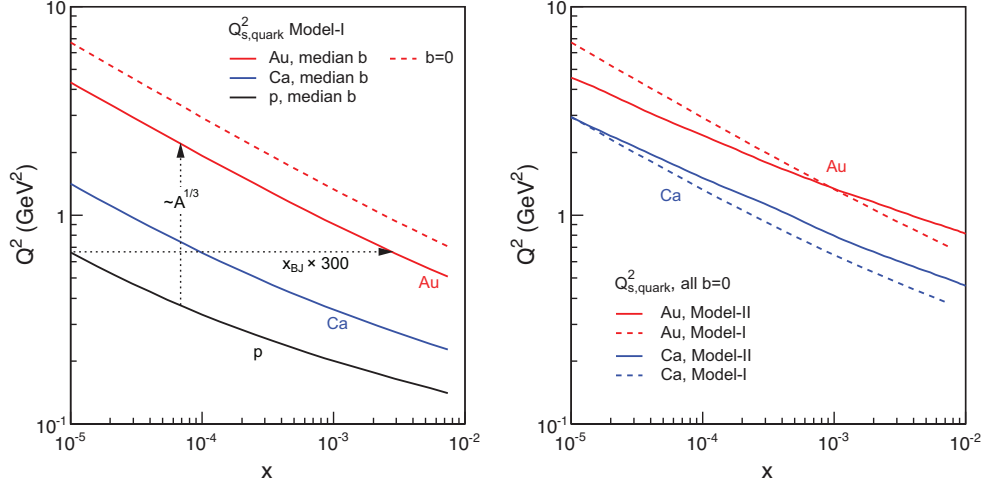 Q²s,quark Model-I
Au, median b
b=0
Ca, median b
p, median b
~A^1/3
x_BJ × 300
Au
Ca
p
10
1
10^-1
10^-5
10^-4
10^-3
10^-2
x
Q² (GeV²)
Au
Ca
Q²s,quark, all b=0
Au, Model-II
Au, Model-I
Ca, Model-II
Ca, Model-I
10
1
10^-1
10^-5
10^-4
10^-3
10^-2
x
Q² (GeV²)